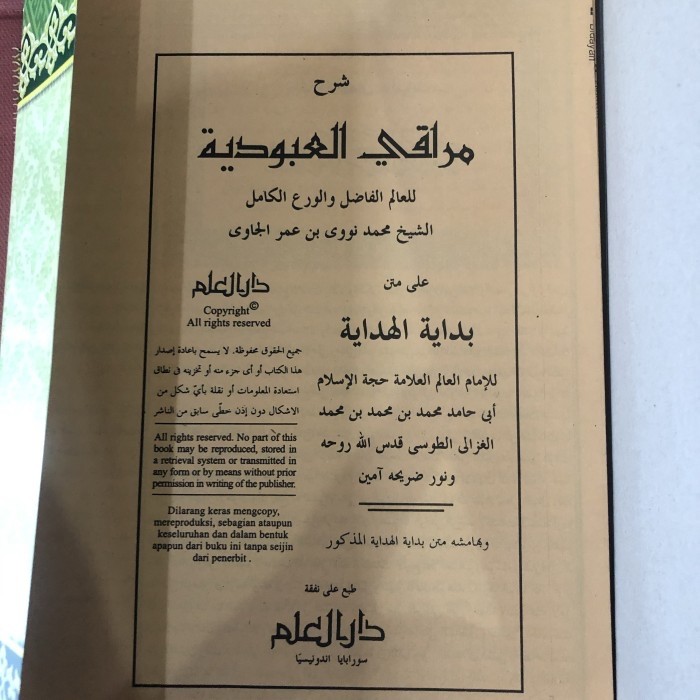 شرح
مراقي العبودية
للعالم الفاضل والورع الكامل
الشيخ محمد نووى بن عمر الجاوى
على متن
بداية الهداية
للإمام العالم العلامة حجة الإسلام
أبى حامد محمد بن محمد بن محمد
الغزالى الطوسى قدس الله روحه
ونور ضريحه آمين
وبهامشه متن بداية الهداية المذكور
دار العلم
Copyright©
All rights reserved
جميع الحقوق محفوظة. لا يسمح باعادة إصدار
هذا الكتاب أو أى جزء منه أو تخزينه فى نطاق
استعادة المعلومات أو نقلة بأيّ شكل من
الاشكال دون إذن خطّى سابق من الناشر
All rights reserved. No part of this
book may be reproduced, stored in
a retrieval system or transmitted in
any form or by means without prior
permission in writing of the publisher.
Dilarang keras mengcopy,
mereproduksi, sebagian ataupun
keseluruhan dan dalam bentuk
apapun dari buku ini tanpa seijin
dari penerbit .
طبع على نفقة
دار العلم
سورابايا اندونيسيّا